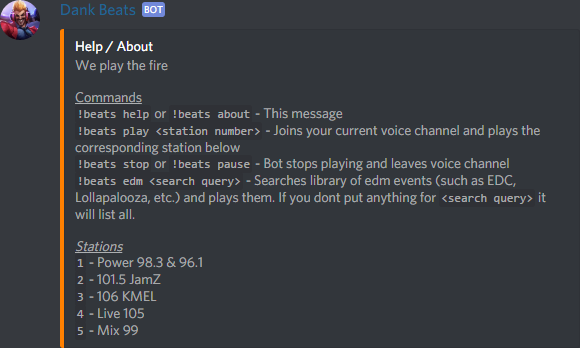 Dank Beats BOT
Help / About
We play the fire
Commands
!beats help or !beats about - This message
!beats play <station number> - Joins your current voice channel and plays the
corresponding station below
!beats stop or !beats pause - Bot stops playing and leaves voice channel
!beats edm <search query> - Searches library of edm events (such as EDC,
Lollapalooza, etc.) and plays them. If you dont put anything for <search query> it
will list all.
Stations
1 - Power 98.3 & 96.1
2 - 101.5 JamZ
3 - 106 KMEL
4 - Live 105
5 - Mix 99